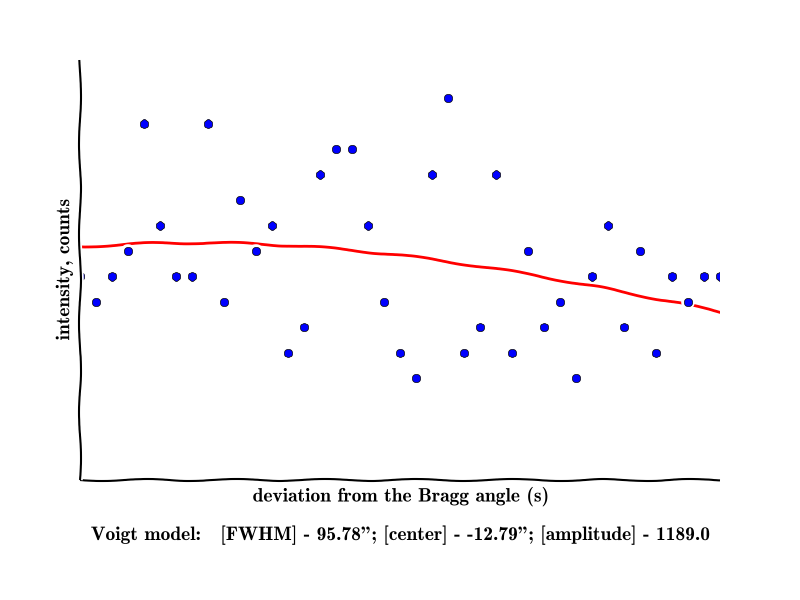 intensity, counts
deviation from the Bragg angle (s)
Voigt model: [FWHM] - 95.78”; [center] - -12.79”; [amplitude] - 1189.0